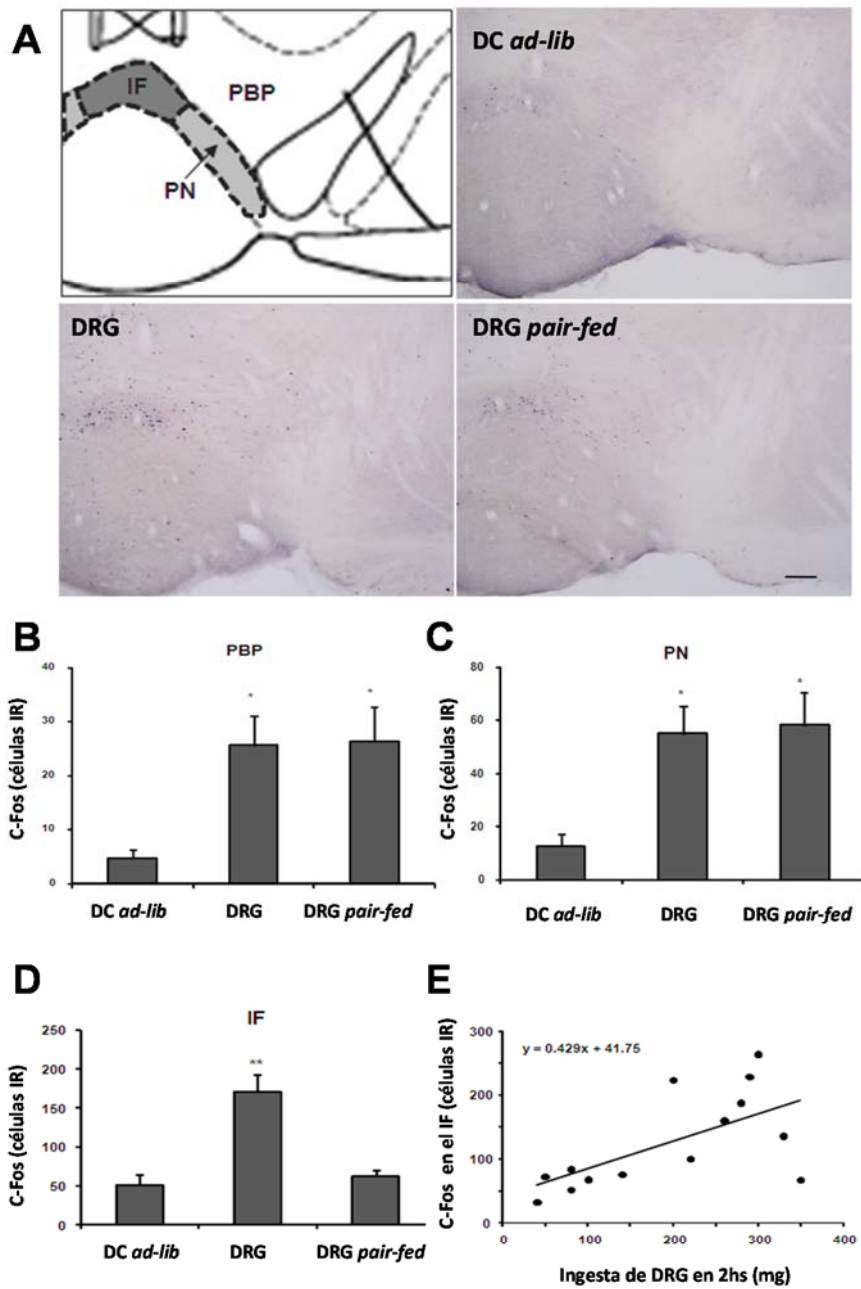 A
IF
PBP
PN
DC ad-lib
DRG
DRG pair-fed
B
PBP
C-Fos (células IR)
40
30
20
10
0
*
*
DC ad-lib
DRG
DRG pair-fed
C
PN
C-Fos (células IR)
80
60
40
20
0
*
*
DC ad-lib
DRG
DRG pair-fed
D
IF
C-Fos (células IR)
250
200
150
100
50
0
**
DC ad-lib
DRG
DRG pair-fed
E
C-Fos en el IF (células IR)
300
200
100
0
y = 0.429x + 41.75
0
100
200
300
400
Ingesta de DRG en 2hs (mg)